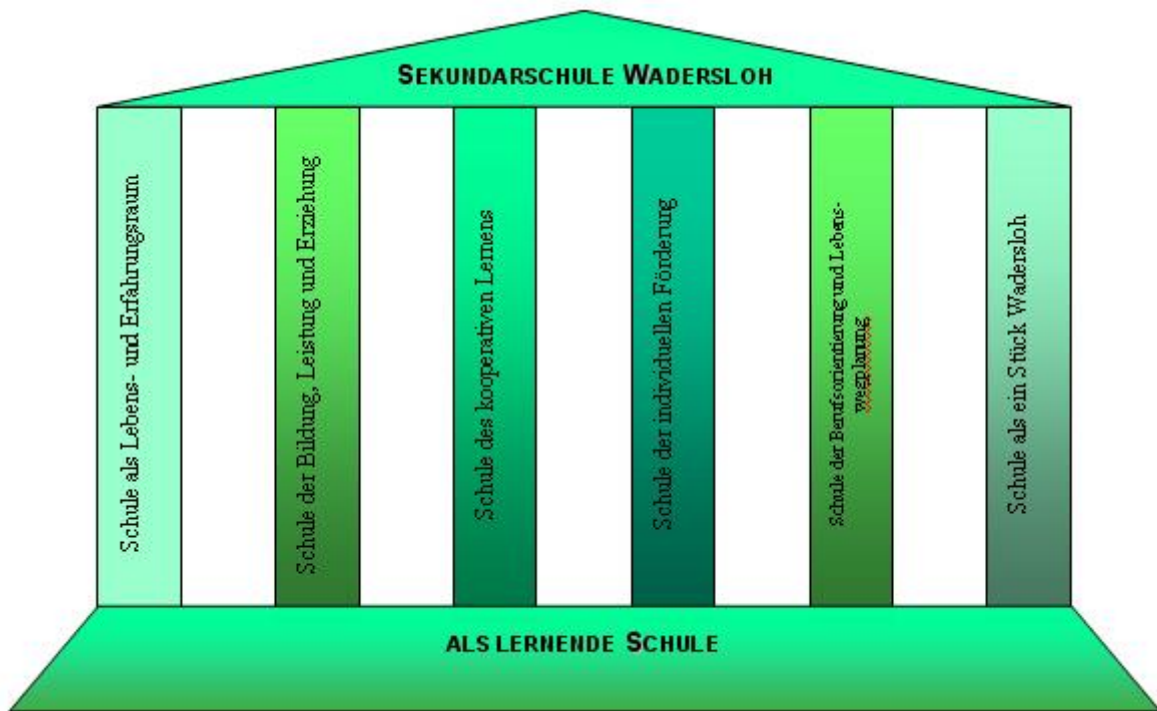 SEKUNDARSCHULE WADERSLOH
Schule als Lebens- und Erfahrungsraum
Schule der Bildung, Leistung und Erziehung
Schule des kooperativen Lernens
Schule der individuellen Förderung
Schule der Berufsorientierung und Lebens-
wegplanung
Schule als ein Stück Wadersloh
ALS LERNENDE SCHULE